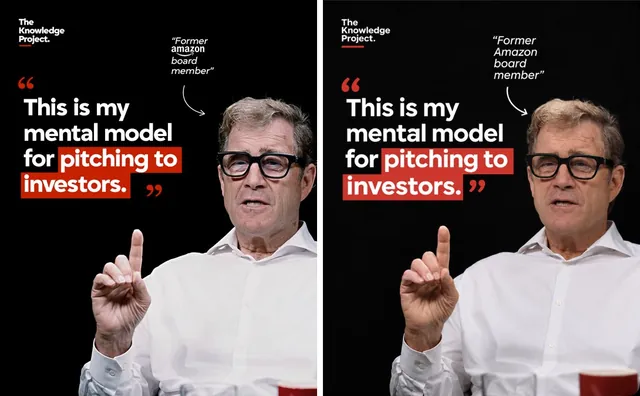 The
Knowledge
Project.
“Former
amazon
board
member”
“
This is my
mental model
for pitching to
investors.
”
The
Knowledge
Project.
“Former
Amazon
board
member”
“
This is my
mental model
for pitching to
investors. ”